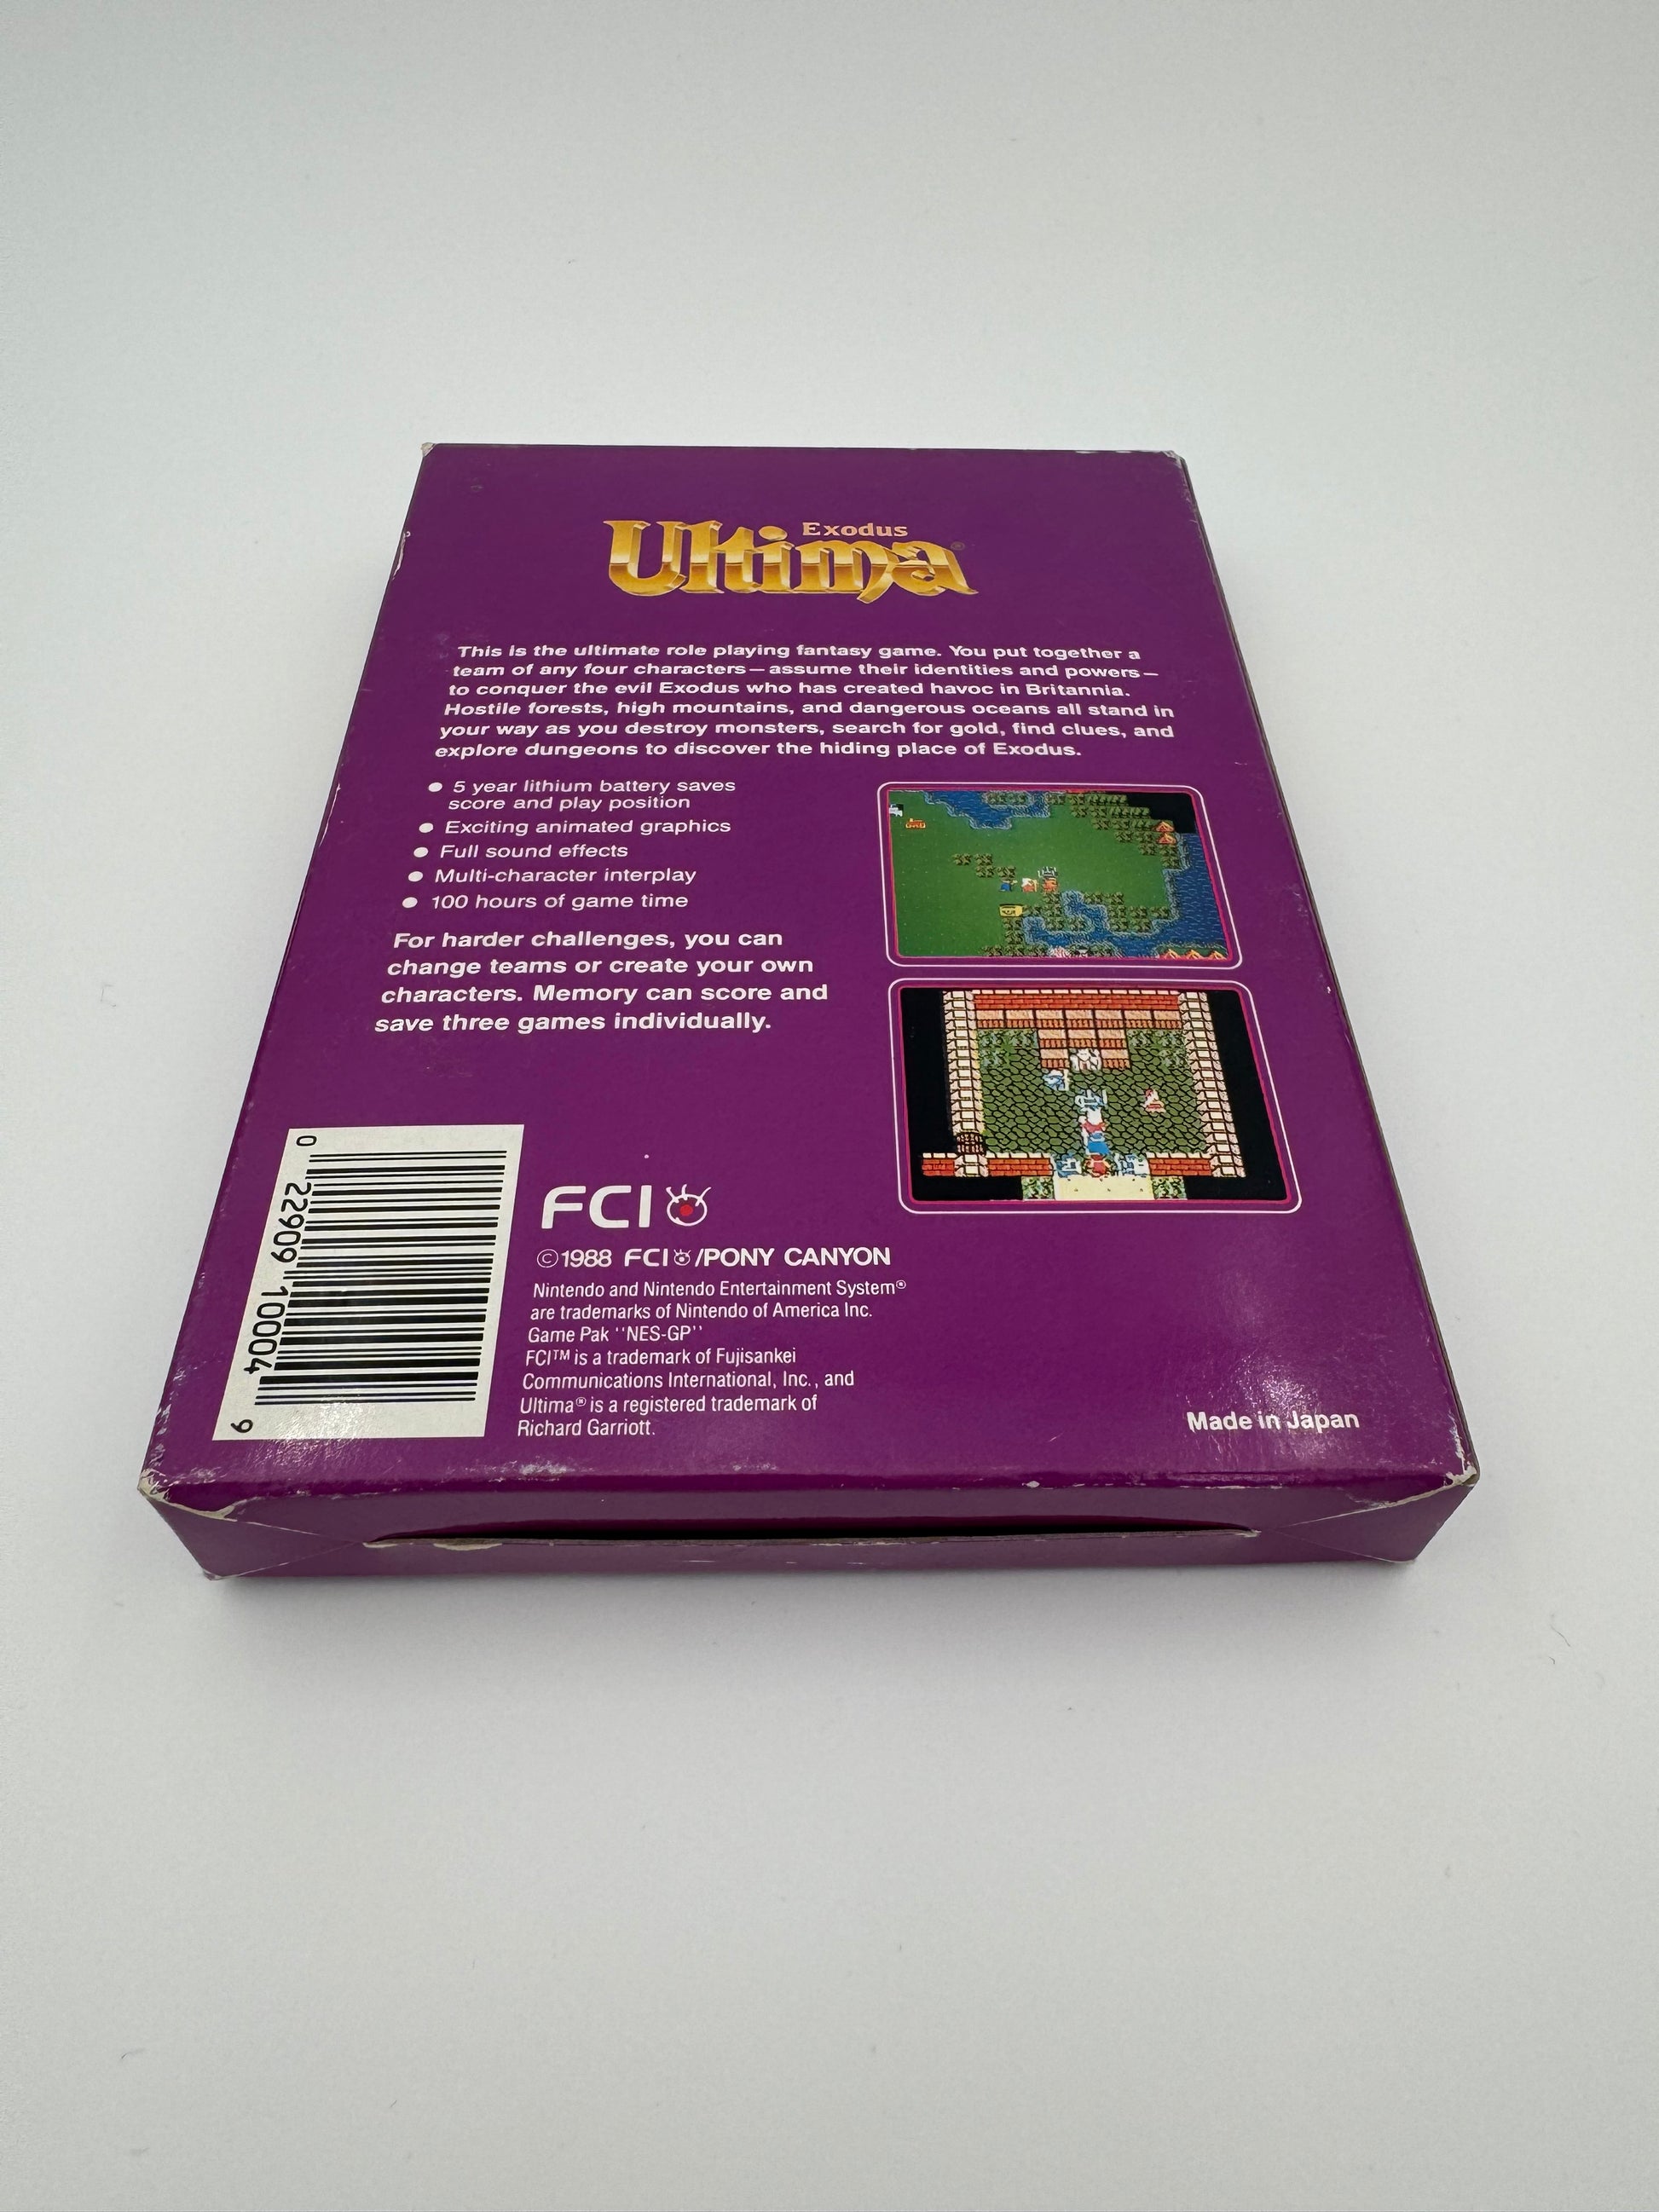 Exodus
Ultima®
This is the ultimate role playing fantasy game. You put together a
team of any four characters—assume their identities and powers—
to conquer the evil Exodus who has created havoc in Britannia.
Hostile forests, high mountains, and dangerous oceans all stand in
your way as you destroy monsters, search for gold, find clues, and
explore dungeons to discover the hiding place of Exodus.
● 5 year lithium battery saves
score and play position
● Exciting animated graphics
● Full sound effects
● Multi-character interplay
● 100 hours of game time
For harder challenges, you can
change teams or create your own
characters. Memory can score and
save three games individually.
0 22909 10004 9
FCI
©1988 FCI/PONY CANYON
Nintendo and Nintendo Entertainment System®
are trademarks of Nintendo of America Inc.
Game Pak ''NES-GP''
FCI™ is a trademark of Fujisankei
Communications International, Inc., and
Ultima® is a registered trademark of
Richard Garriott.
Made in Japan